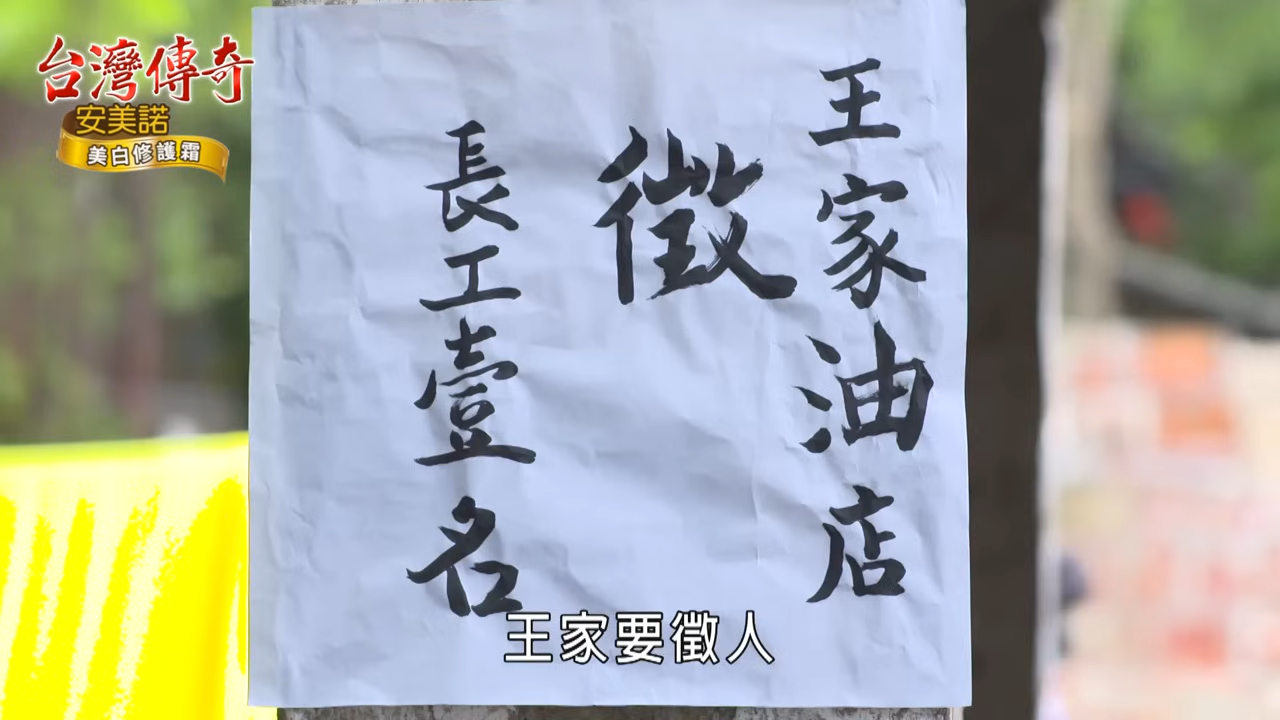 台灣傳奇
安美諾
美白修護霜
王家油店
徵
長工壹名
王家要徵人